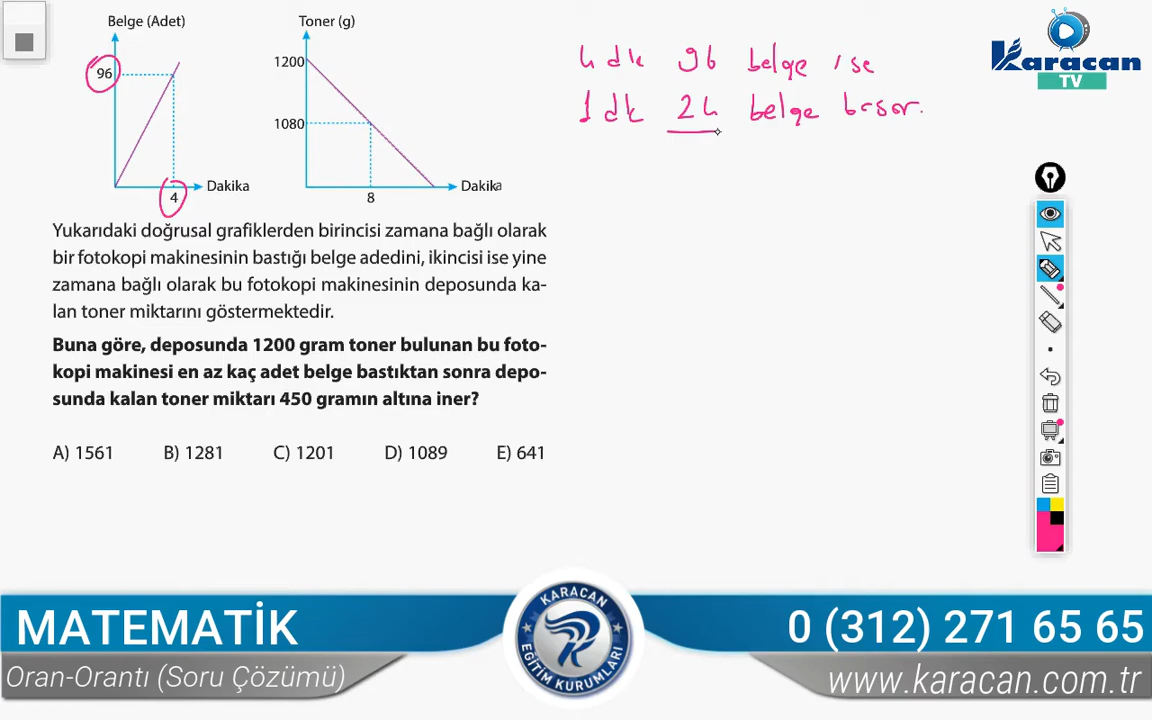 Belge (Adet)
96
4
Dakika
Toner (g)
1200
1080
8
Dakika
4 dk 96 belge ise
1 dk 24 belge basar.
Karacan
TV
Yukarıdaki doğrusal grafiklerden birincisi zamana bağlı olarak
bir fotokopi makinesinin bastığı belge adedini, ikincisi ise yine
zamana bağlı olarak bu fotokopi makinesinin deposunda ka-
lan toner miktarını göstermektedir.
Buna göre, deposunda 1200 gram toner bulunan bu foto-
kopi makinesi en az kaç adet belge bastıktan sonra depo-
sunda kalan toner miktarı 450 gramın altına iner?
A) 1561 B) 1281 C) 1201 D) 1089 E) 641
MATEMATİK
Oran-Orantı (Soru Çözümü)
KARACAN
EĞİTİM KURUMLARI
0 (312) 271 65 65
www.karacan.com.tr